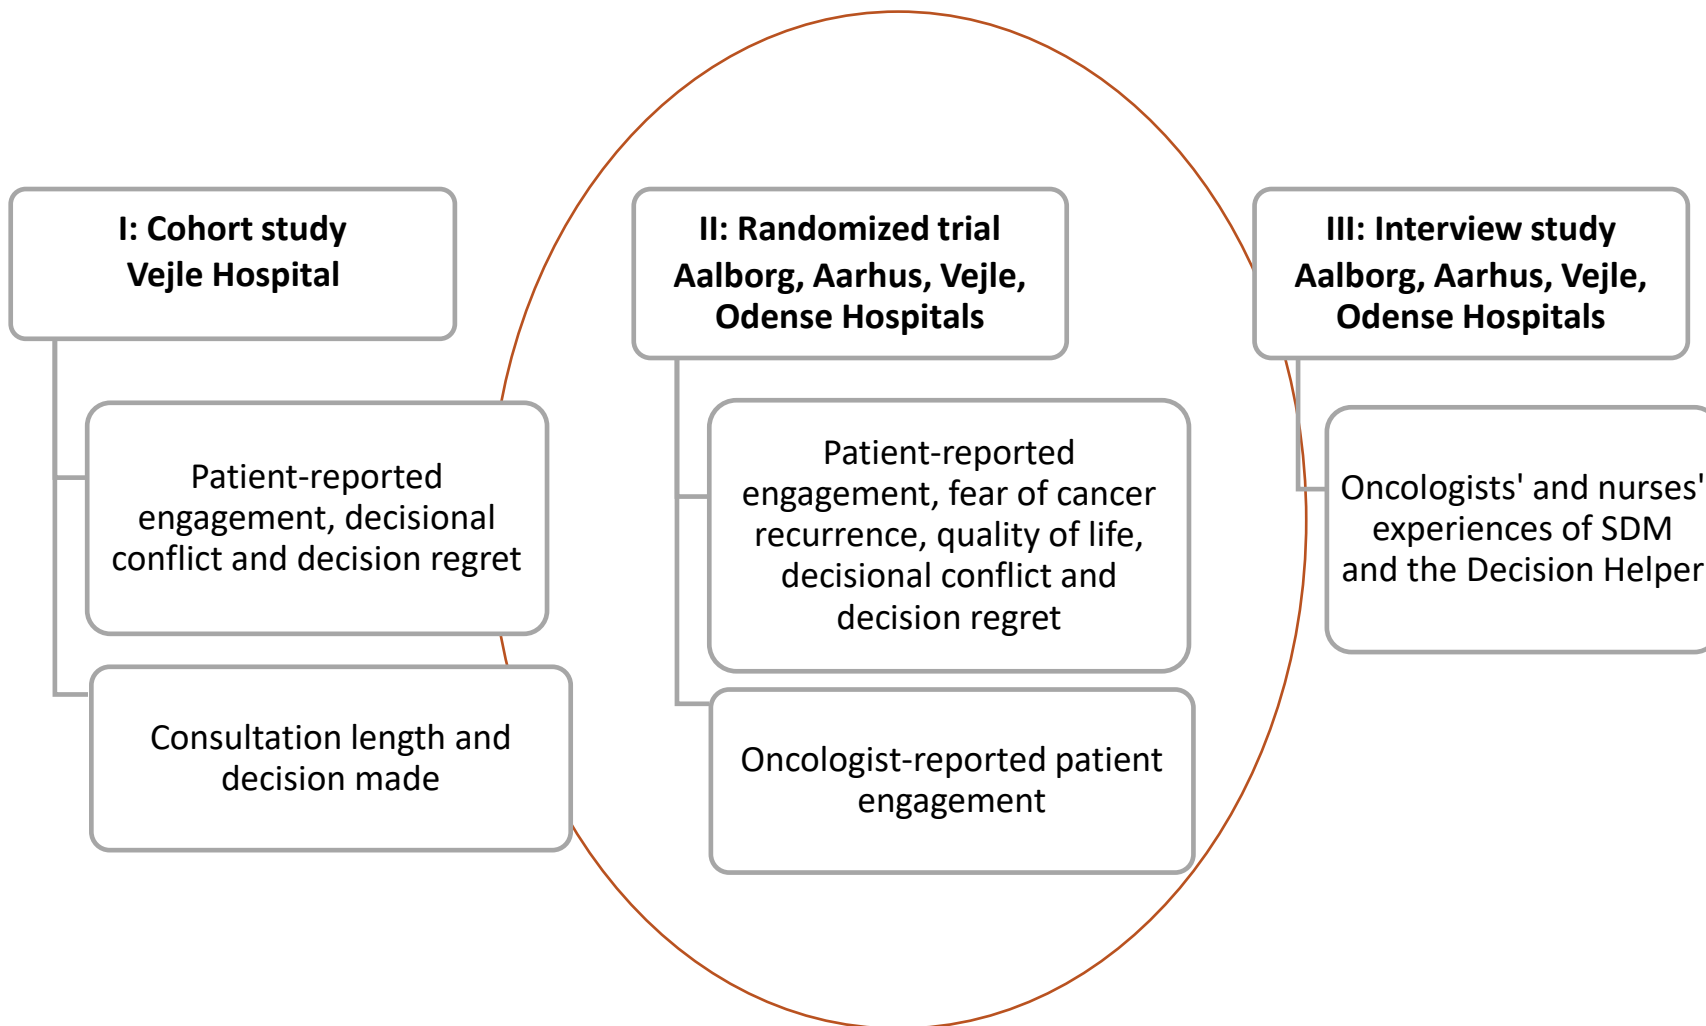 I: Cohort study
Vejle Hospital
Patient-reported
engagement, decisional
conflict and decision regret
Consultation length and
decision made
II: Randomized trial
Aalborg, Aarhus, Vejle,
Odense Hospitals
Patient-reported
engagement, fear of cancer
recurrence, quality of life,
decisional conflict and
decision regret
Oncologist-reported patient
engagement
III: Interview study
Aalborg, Aarhus, Vejle,
Odense Hospitals
Oncologists' and nurses'
experiences of SDM
and the Decision Helper